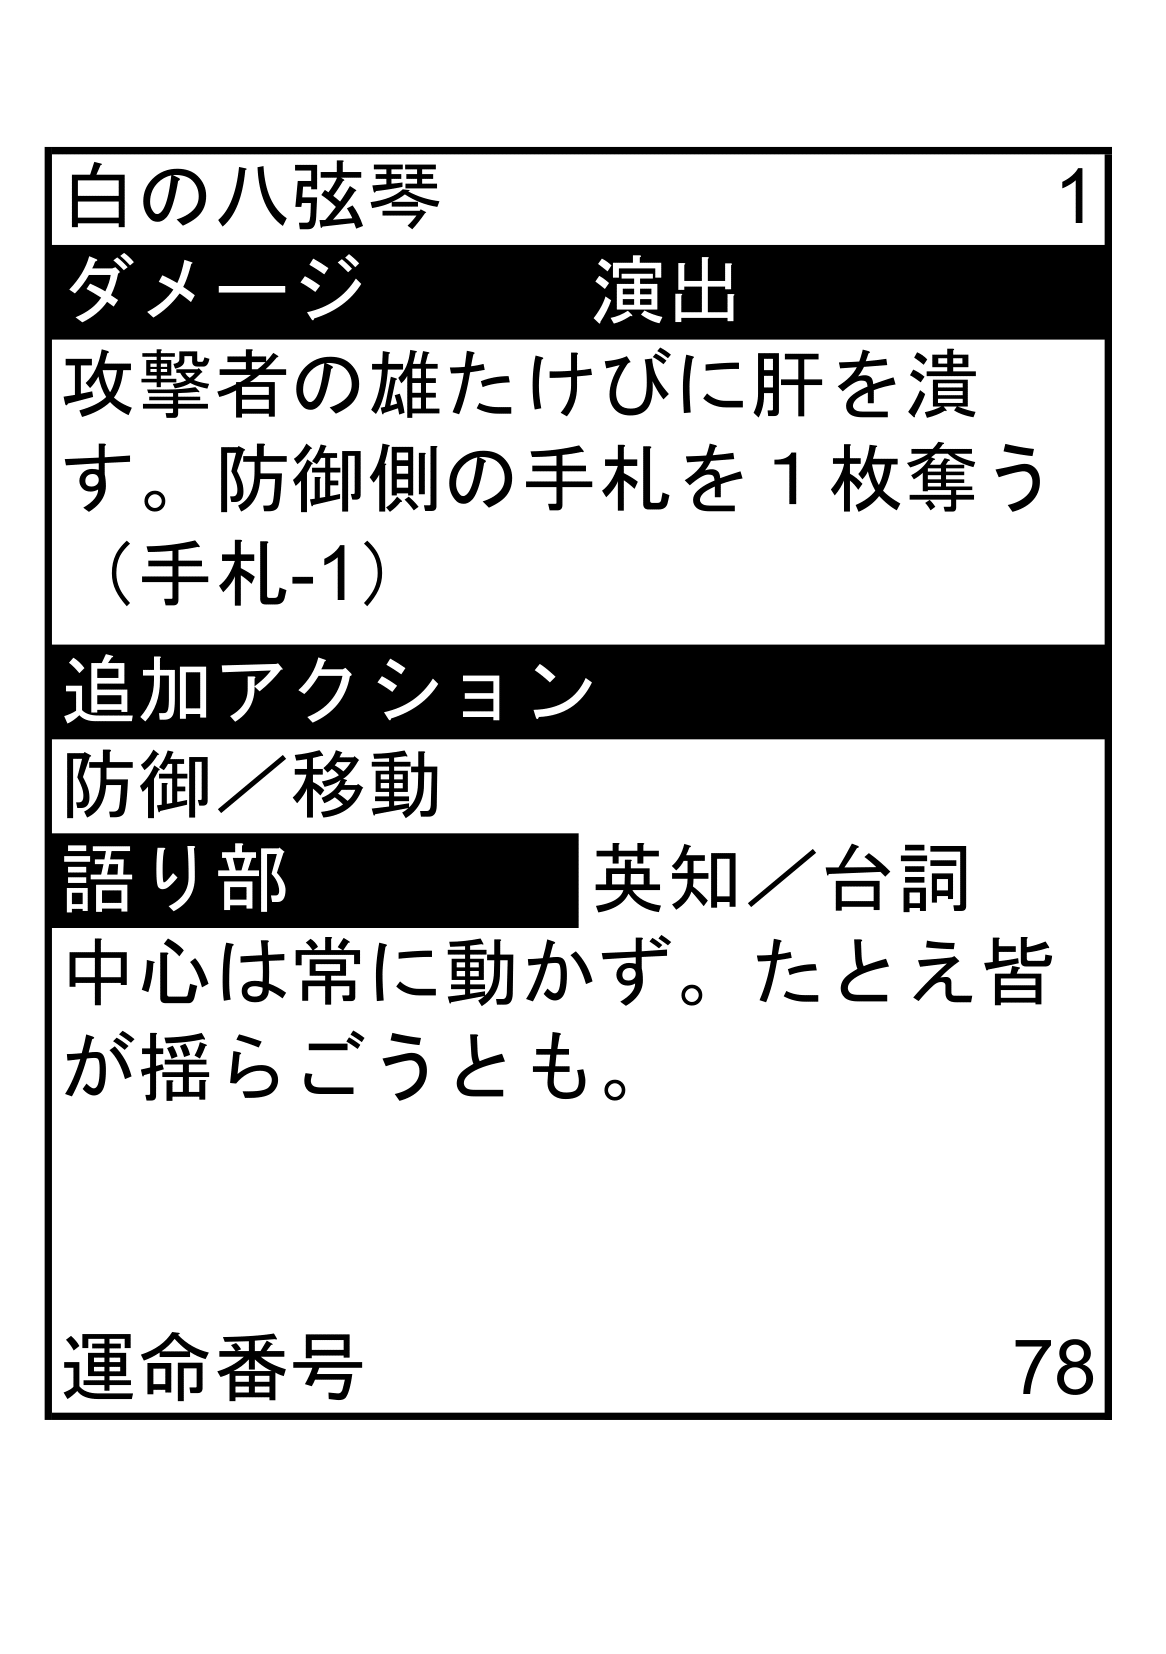 白の八弦琴 1
ダメージ 演出
攻撃者の雄たけびに肝を潰
す。防御側の手札を１枚奪う
（手札-1）
追加アクション
防御／移動
語り部 英知／台詞
中心は常に動かず。たとえ皆
が揺らごうとも。
運命番号 78